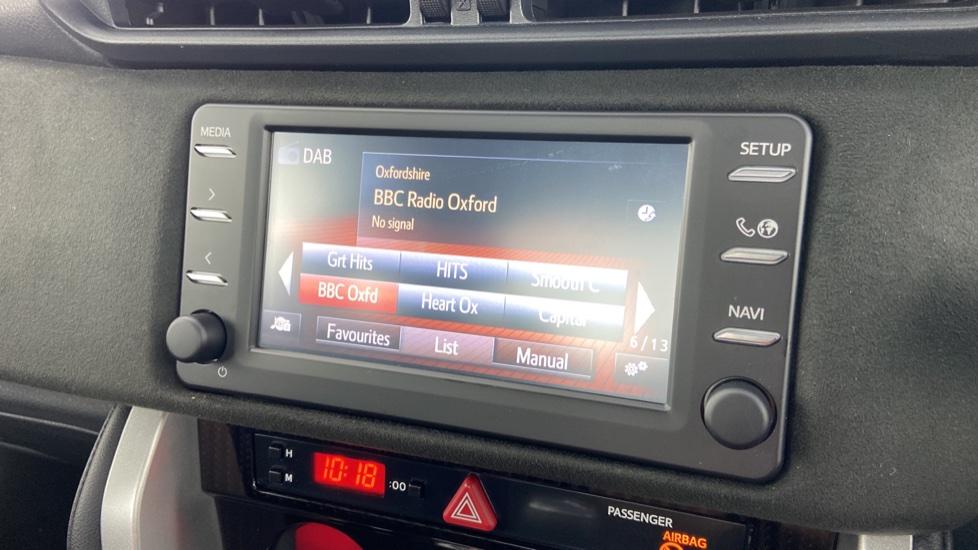 MEDIA
SETUP
DAB
Oxfordshire
BBC Radio Oxford
No signal
Grt Hits HITS Smooth C
BBC Oxfd Heart Ox Capital
NAVI
6 / 13
Favourites List Manual
H
M
10:18 :00
PASSENGER
AIRBAG